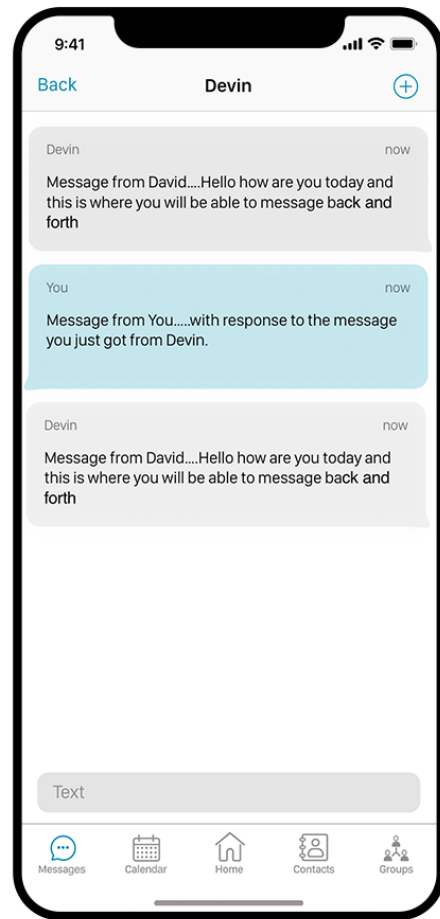 9:41
Back
Devin
Devin
now
Message from David....Hello how are you today and
this is where you will be able to message back and
forth
You
now
Message from You.....with response to the message
you just got from Devin.
Devin
now
Message from David....Hello how are you today and
this is where you will be able to message back and
forth
Text
Messages
Calendar
Home
Contacts
Groups